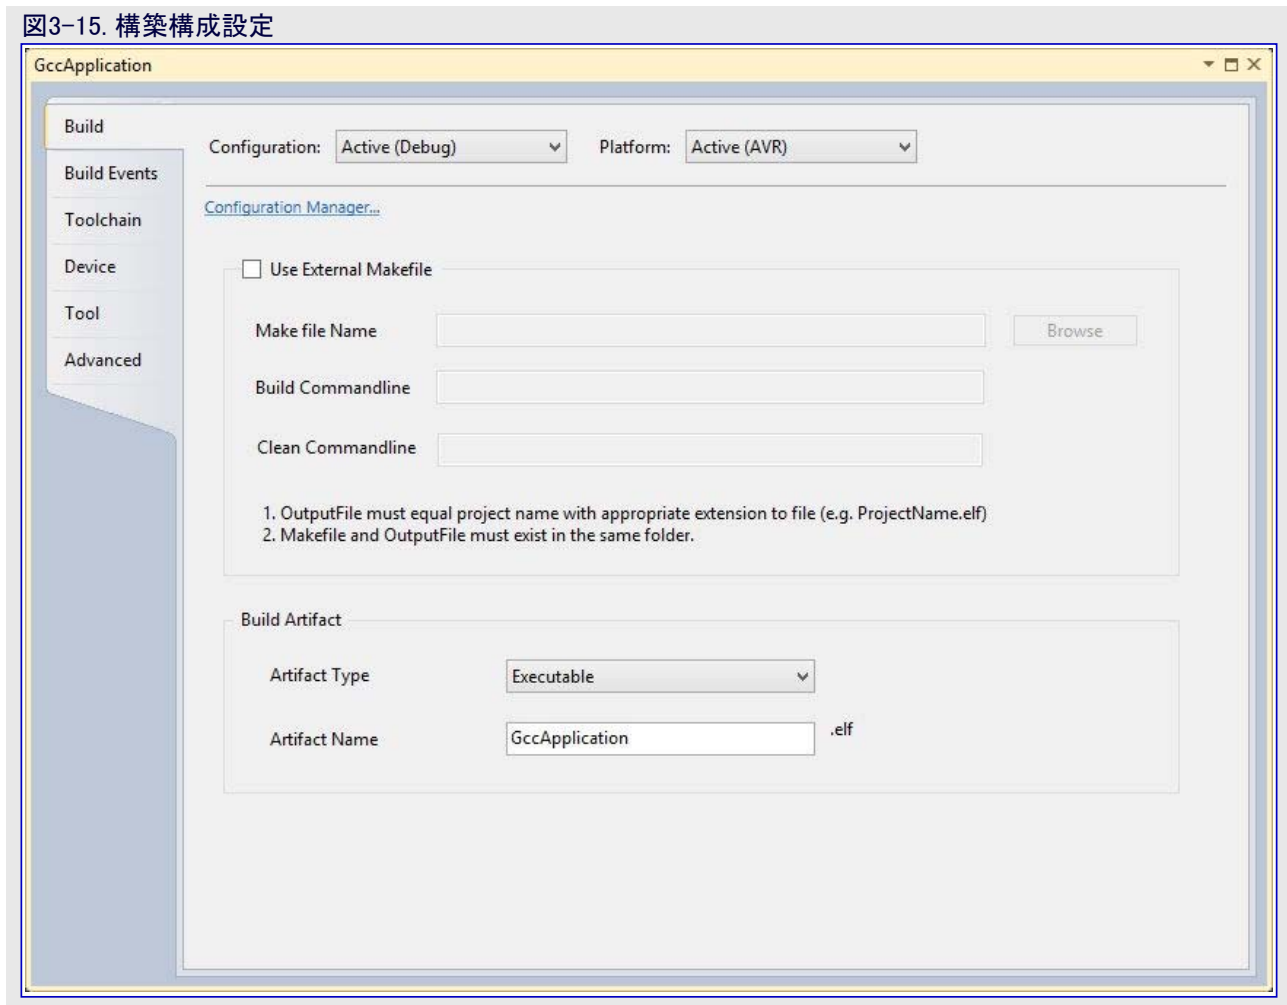 図3-15. 構築構成設定
GccApplication
Build
Build Events
Toolchain
Device
Tool
Advanced
Configuration: Active (Debug) Platform: Active (AVR)
Configuration Manager...
Use External Makefile
Make file Name Browse
Build Commandline
Clean Commandline
1. OutputFile must equal project name with appropriate extension to file (e.g. ProjectName.elf)
2. Makefile and OutputFile must exist in the same folder.
Build Artifact
Artifact Type Executable
Artifact Name GccApplication .elf